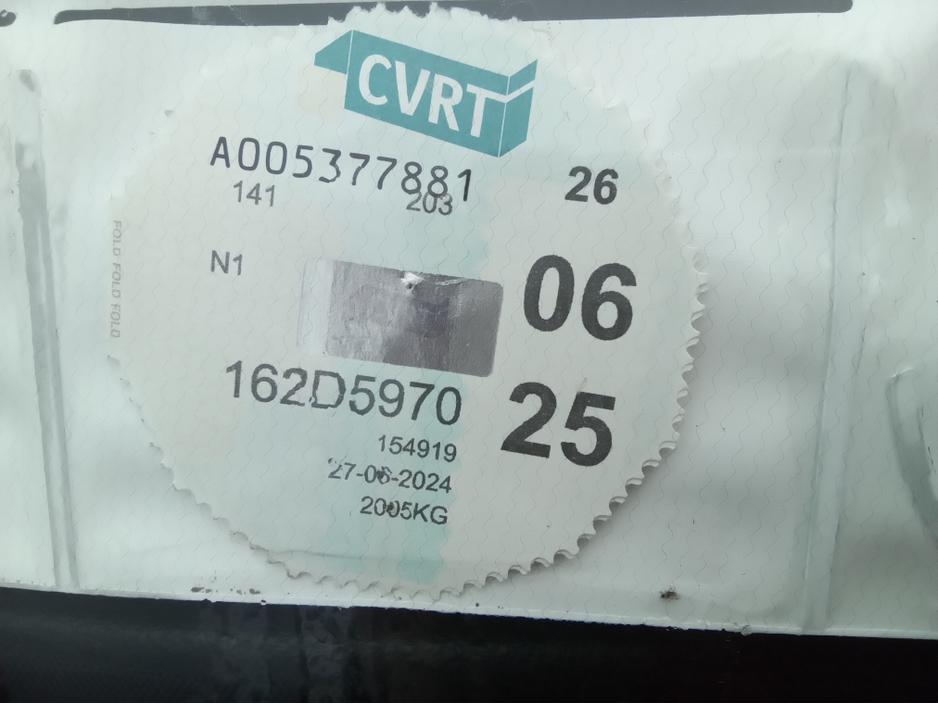 CVRT
A005377881
141 203
26
N1
06
162D5970
25
154919
27-06-2024
2005KG
FOLD FOLD FOLD